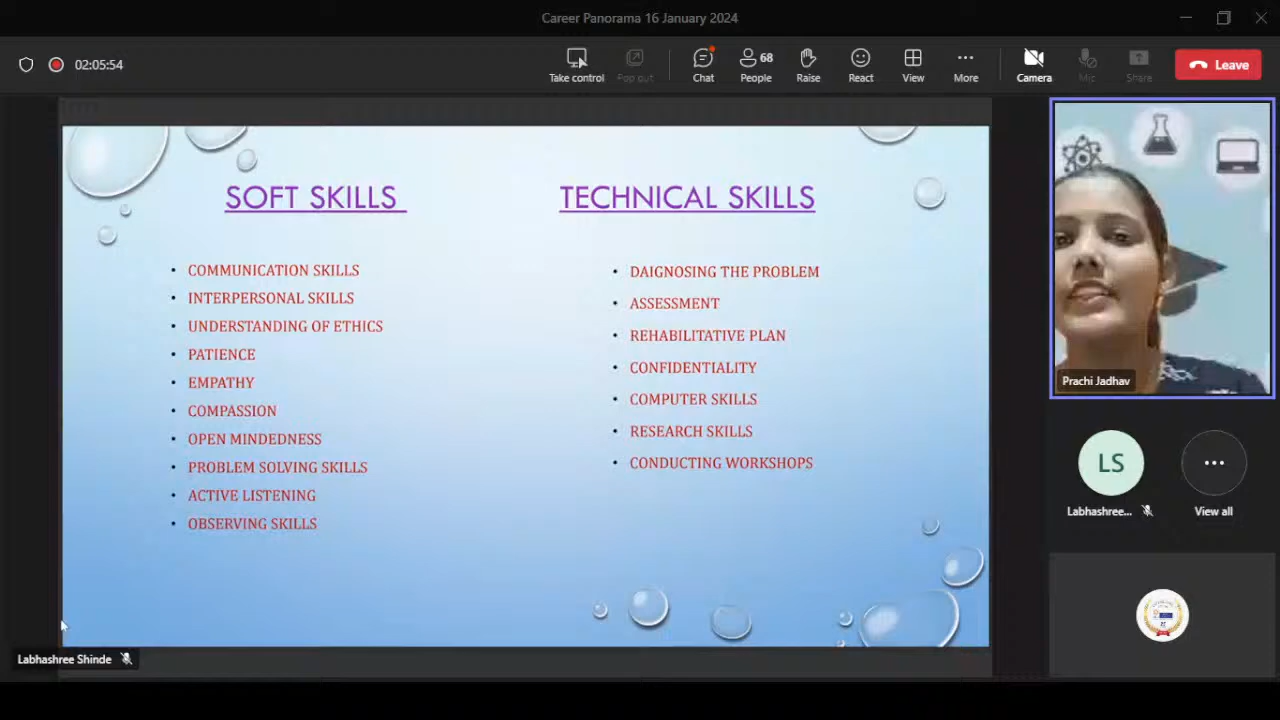 Career Panorama 16 January 2024
02:05:54
Take control
Pop out
Chat
68
People
Raise
React
View
More
Camera
Mic
Share
Leave
SOFT SKILLS
COMMUNICATION SKILLS
INTERPERSONAL SKILLS
UNDERSTANDING OF ETHICS
PATIENCE
EMPATHY
COMPASSION
OPEN MINDEDNESS
PROBLEM SOLVING SKILLS
ACTIVE LISTENING
OBSERVING SKILLS
TECHNICAL SKILLS
DAIGNOSING THE PROBLEM
ASSESSMENT
REHABILITATIVE PLAN
CONFIDENTIALITY
COMPUTER SKILLS
RESEARCH SKILLS
CONDUCTING WORKSHOPS
Prachi Jadhav
LS
Labhashree...
View all
Labhashree Shinde